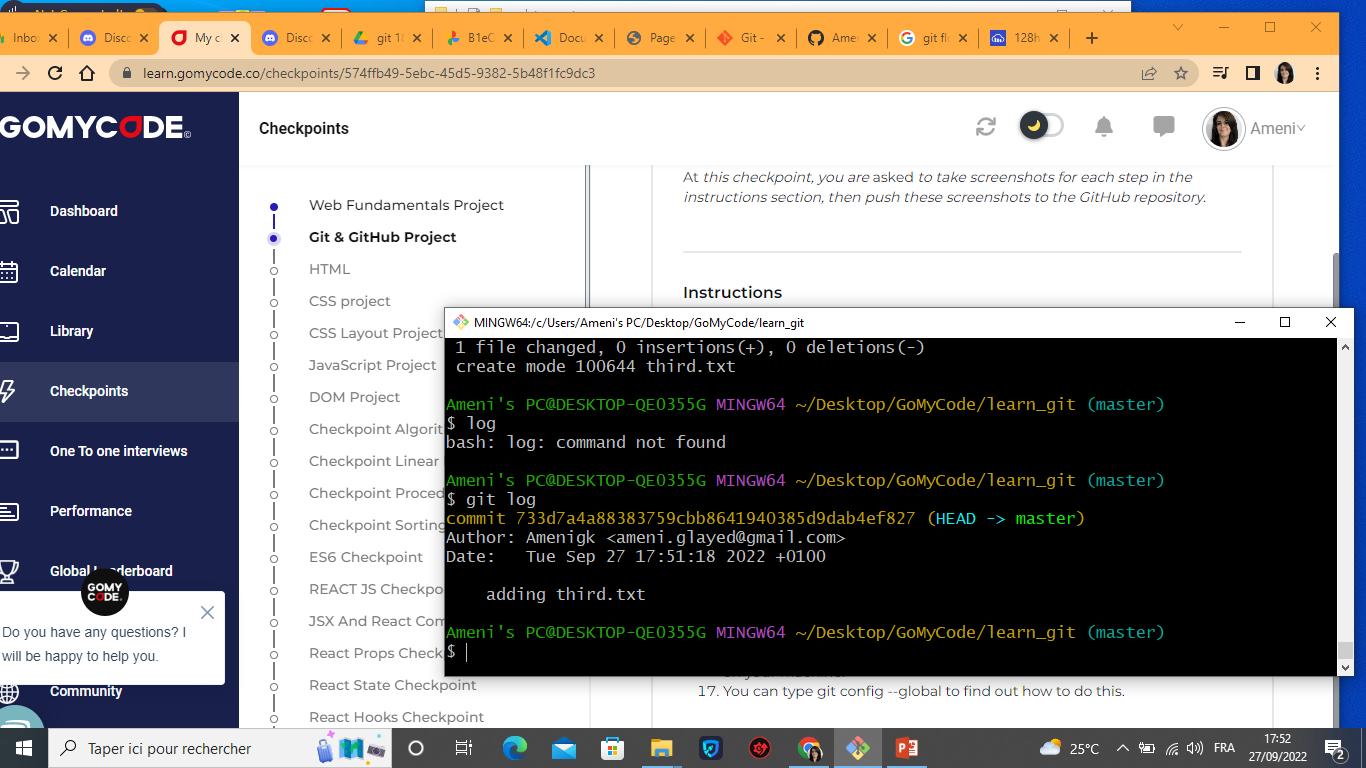 Inbo
Disco
My c
Disco
git 18
B1eC
Docu
Page
Git -
Ame
git fl
128h
learn.gomycode.co/checkpoints/574ffb49-5ebc-45d5-9382-5b48f1fc9dc3
GOMYCODE©
Checkpoints
Ameni
Dashboard
Calendar
Library
Checkpoints
One To one interviews
Performance
Global Leaderboard
GOMY
CODE
Do you have any questions? I
will be happy to help you.
Community
Web Fundamentals Project
Git & GitHub Project
HTML
CSS project
CSS Layout Project
JavaScript Project
DOM Project
Checkpoint Algorit
Checkpoint Linear
Checkpoint Proced
Checkpoint Sorting
ES6 Checkpoint
REACT JS Checkpo
JSX And React Com
React Props Check
React State Checkpoint
React Hooks Checkpoint
At this checkpoint, you are asked to take screenshots for each step in the
instructions section, then push these screenshots to the GitHub repository.
Instructions
MINGW64:/c/Users/Ameni's PC/Desktop/GoMyCode/learn_git
1 file changed, 0 insertions(+), 0 deletions(-)
create mode 100644 third.txt
Ameni's PC@DESKTOP-QE0355G MINGW64 ~/Desktop/GoMyCode/learn_git (master)
$ log
bash: log: command not found
Ameni's PC@DESKTOP-QE0355G MINGW64 ~/Desktop/GoMyCode/learn_git (master)
$ git log
commit 733d7a4a88383759cbb8641940385d9dab4ef827 (HEAD -> master)
Author: Amenigk <ameni.glayed@gmail.com>
Date:   Tue Sep 27 17:51:18 2022 +0100
adding third.txt
Ameni's PC@DESKTOP-QE0355G MINGW64 ~/Desktop/GoMyCode/learn_git (master)
$
17. You can type git config --global to find out how to do this.
Taper ici pour rechercher
25°C
FRA
17:52
27/09/2022
2